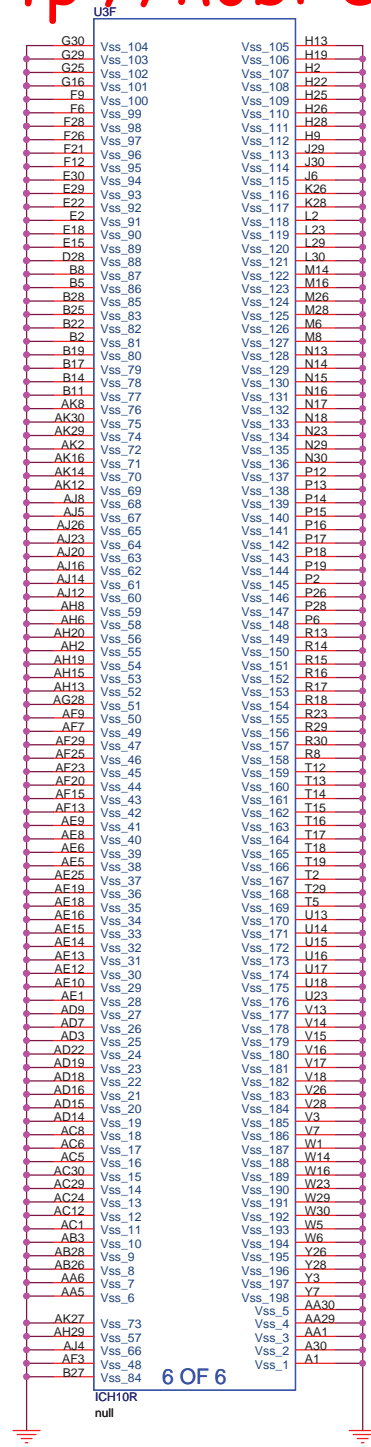 U3F
G30 Vss_104 Vss_105 H13
G29 Vss_103 Vss_106 H19
G25 Vss_102 Vss_107 H2
G16 Vss_101 Vss_108 H22
F9 Vss_100 Vss_109 H25
F6 Vss_99 Vss_110 H26
F28 Vss_98 Vss_111 H28
F26 Vss_97 Vss_112 H9
F21 Vss_96 Vss_113 J29
F12 Vss_95 Vss_114 J30
E30 Vss_94 Vss_115 J6
E29 Vss_93 Vss_116 K26
E22 Vss_92 Vss_117 K28
E2 Vss_91 Vss_118 L2
E18 Vss_90 Vss_119 L23
E15 Vss_89 Vss_120 L29
D28 Vss_88 Vss_121 L30
B8 Vss_87 Vss_122 M14
B5 Vss_86 Vss_123 M16
B28 Vss_85 Vss_124 M26
B25 Vss_83 Vss_125 M28
B22 Vss_82 Vss_126 M6
B2 Vss_81 Vss_127 M8
B19 Vss_80 Vss_128 N13
B17 Vss_79 Vss_129 N14
B14 Vss_78 Vss_130 N15
B11 Vss_77 Vss_131 N16
AK8 Vss_76 Vss_132 N17
AK30 Vss_75 Vss_133 N18
AK29 Vss_74 Vss_134 N23
AK2 Vss_72 Vss_135 N29
AK16 Vss_71 Vss_136 N30
AK14 Vss_70 Vss_137 P12
AK12 Vss_69 Vss_138 P13
AJ8 Vss_68 Vss_139 P14
AJ5 Vss_67 Vss_140 P15
AJ26 Vss_65 Vss_141 P16
AJ23 Vss_64 Vss_142 P17
AJ20 Vss_63 Vss_143 P18
AJ16 Vss_62 Vss_144 P19
AJ14 Vss_61 Vss_145 P2
AJ12 Vss_60 Vss_146 P26
AH8 Vss_59 Vss_147 P28
AH6 Vss_58 Vss_148 P6
AH20 Vss_56 Vss_149 R13
AH2 Vss_55 Vss_150 R14
AH19 Vss_54 Vss_151 R15
AH15 Vss_53 Vss_152 R16
AH13 Vss_52 Vss_153 R17
AG28 Vss_51 Vss_154 R18
AF9 Vss_50 Vss_155 R23
AF7 Vss_49 Vss_156 R29
AF29 Vss_47 Vss_157 R30
AF25 Vss_46 Vss_158 R8
AF23 Vss_45 Vss_159 T12
AF20 Vss_44 Vss_160 T13
AF15 Vss_43 Vss_161 T14
AF13 Vss_42 Vss_162 T15
AE9 Vss_41 Vss_163 T16
AE8 Vss_40 Vss_164 T17
AE6 Vss_39 Vss_165 T18
AE5 Vss_38 Vss_166 T19
AE25 Vss_37 Vss_167 T2
AE19 Vss_36 Vss_168 T29
AE18 Vss_35 Vss_169 T5
AE16 Vss_34 Vss_170 U13
AE15 Vss_33 Vss_171 U14
AE14 Vss_32 Vss_172 U15
AE13 Vss_31 Vss_173 U16
AE12 Vss_30 Vss_174 U17
AE10 Vss_29 Vss_175 U18
AE1 Vss_28 Vss_176 U23
AD9 Vss_27 Vss_177 V13
AD7 Vss_26 Vss_178 V14
AD3 Vss_25 Vss_179 V15
AD22 Vss_24 Vss_180 V16
AD19 Vss_23 Vss_181 V17
AD18 Vss_22 Vss_182 V18
AD16 Vss_21 Vss_183 V26
AD15 Vss_20 Vss_184 V28
AD14 Vss_19 Vss_185 V3
AC8 Vss_18 Vss_186 V7
AC6 Vss_17 Vss_187 W1
AC5 Vss_16 Vss_188 W14
AC30 Vss_15 Vss_189 W16
AC29 Vss_14 Vss_190 W23
AC24 Vss_13 Vss_191 W29
AC12 Vss_12 Vss_192 W30
AC1 Vss_11 Vss_193 W5
AB3 Vss_10 Vss_194 W6
AB28 Vss_9 Vss_195 Y26
AB26 Vss_8 Vss_196 Y28
AA6 Vss_7 Vss_197 Y3
AA5 Vss_6 Vss_198 Y7
Vss_5 AA30
AK27 Vss_73 Vss_4 AA29
AH29 Vss_57 Vss_3 AA1
AJ4 Vss_66 Vss_2 A30
AF3 Vss_48 Vss_1 A1
B27 Vss_84 6 OF 6
ICH10R
null